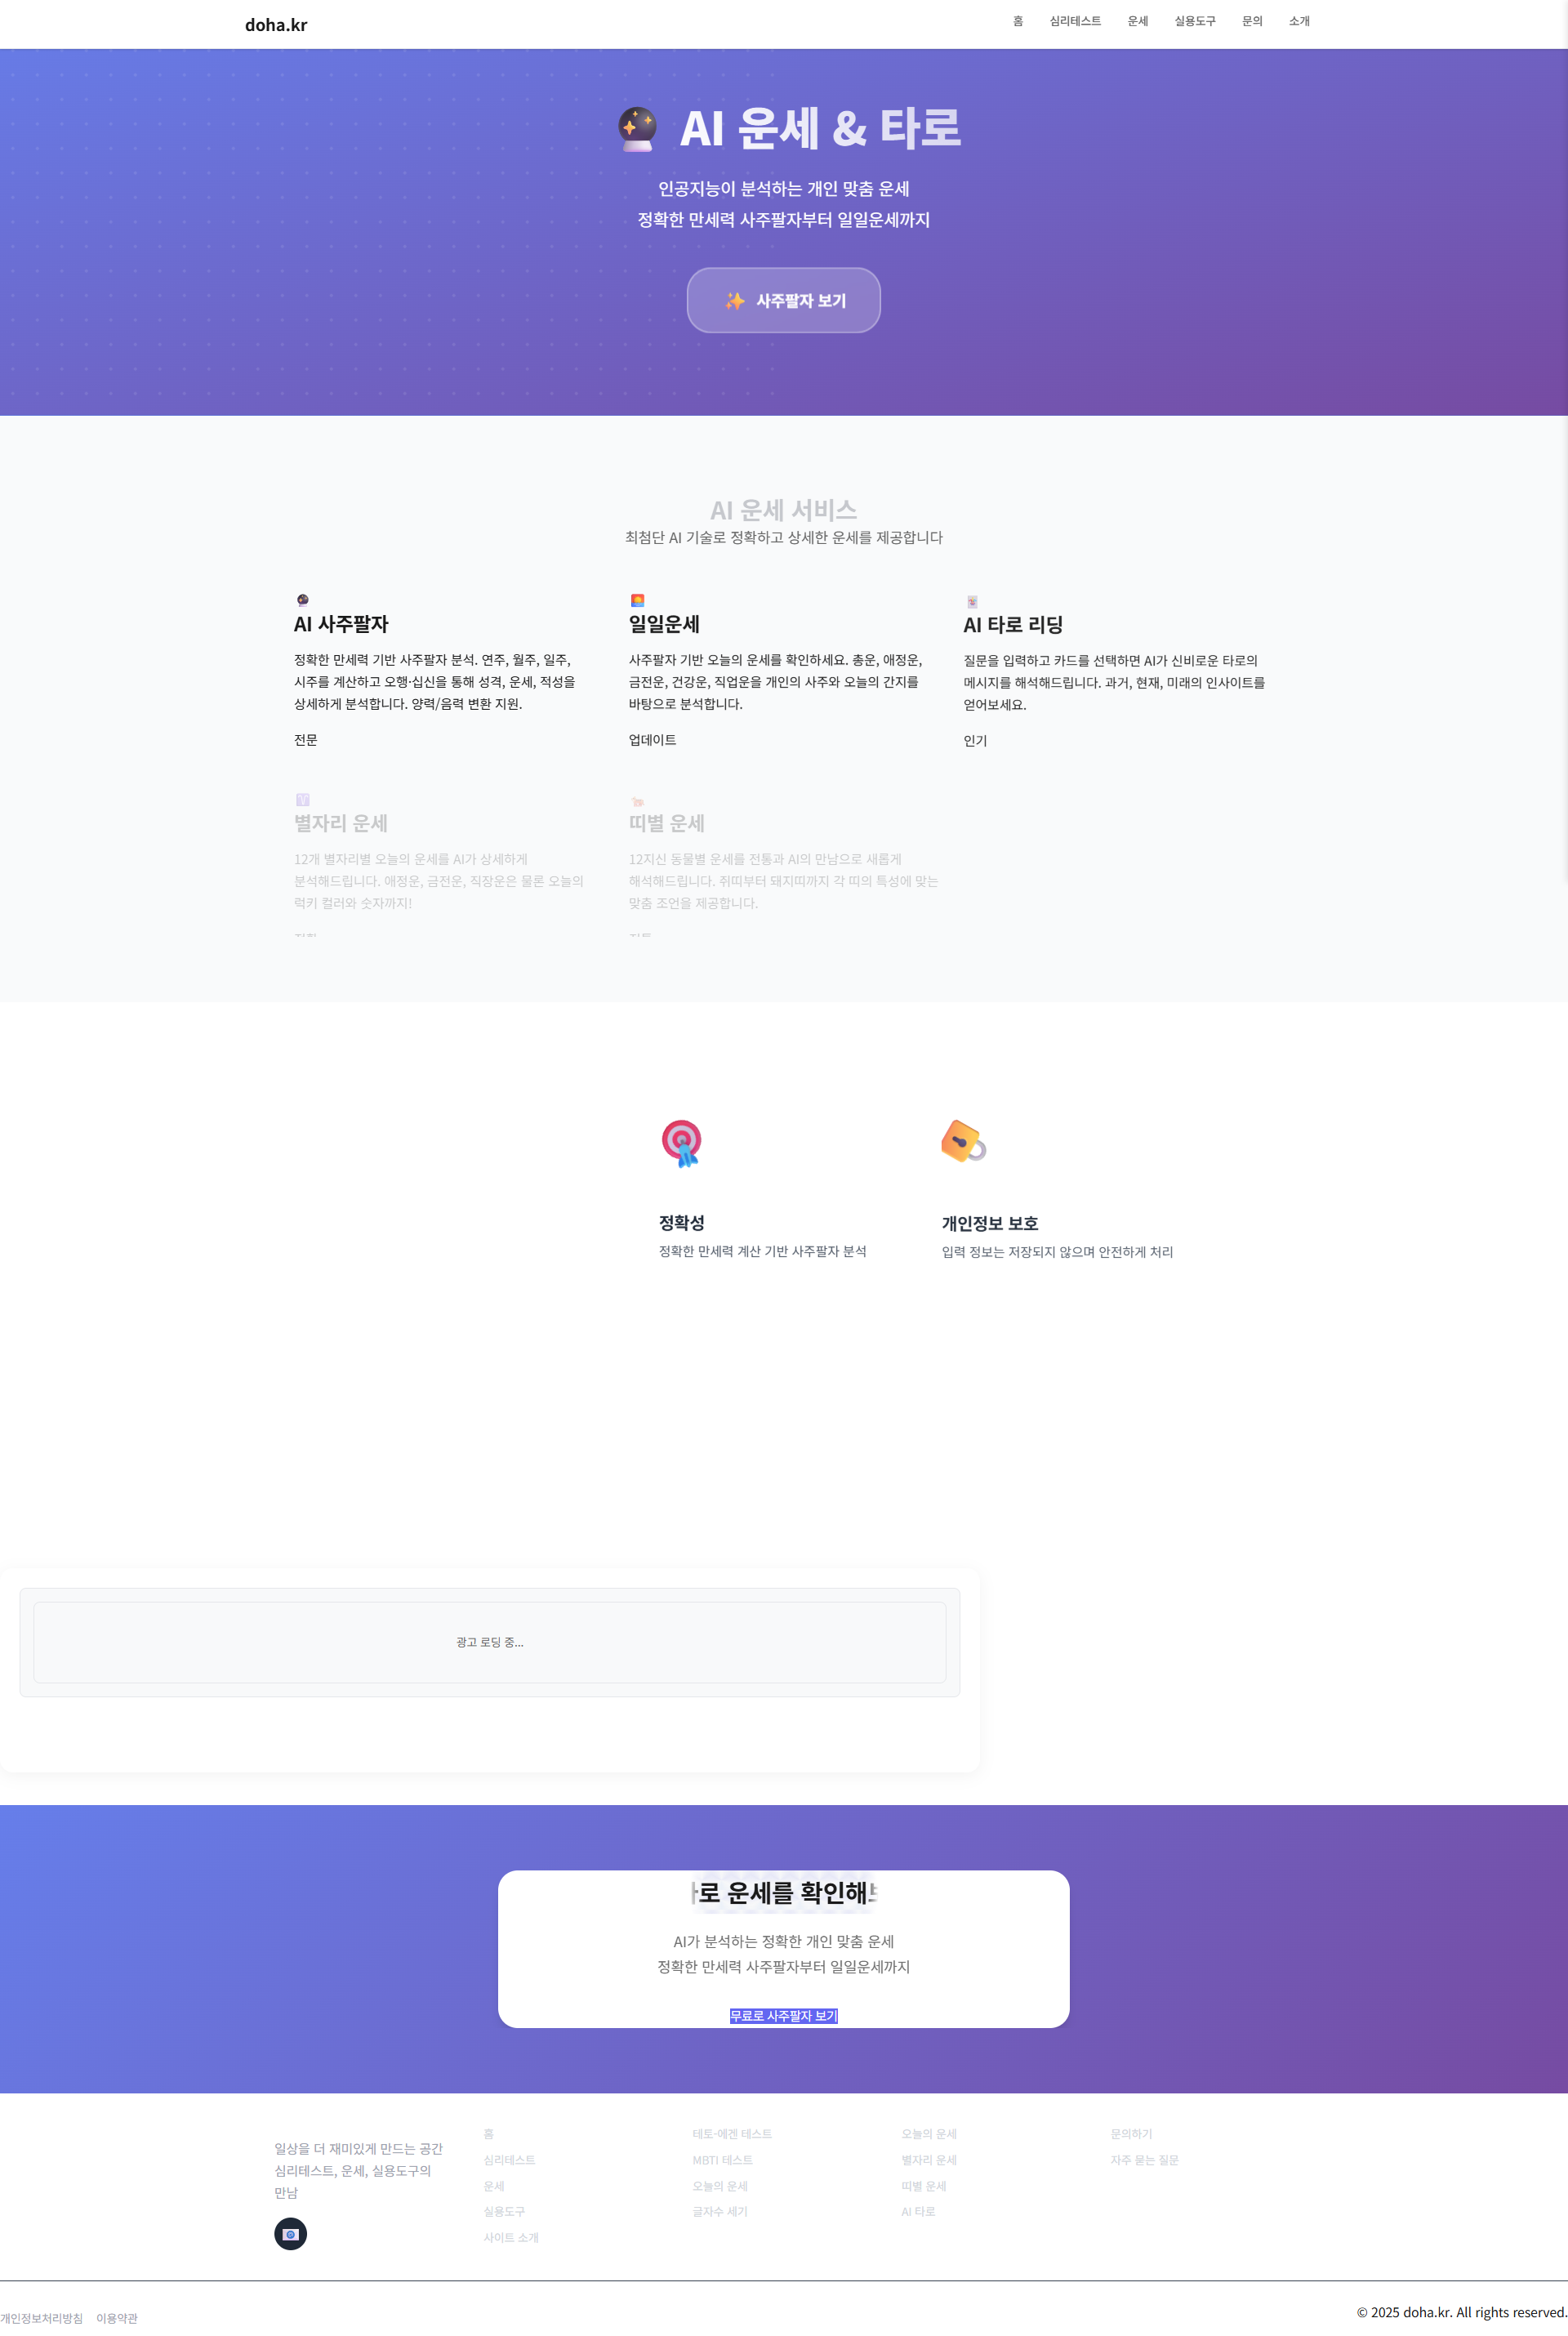 doha.kr
홈 심리테스트 운세 실용도구 문의 소개
AI 운세 & 타로
인공지능이 분석하는 개인 맞춤 운세
정확한 만세력 사주팔자부터 일일운세까지
사주팔자 보기
AI 운세 서비스
최첨단 AI 기술로 정확하고 상세한 운세를 제공합니다
AI 사주팔자
정확한 만세력 기반 사주팔자 분석. 연주, 월주, 일주,
시주를 계산하고 오행·십신을 통해 성격, 운세, 적성을
상세하게 분석합니다. 양력/음력 변환 지원.
전문
일일운세
사주팔자 기반 오늘의 운세를 확인하세요. 총운, 애정운,
금전운, 건강운, 직업운을 개인의 사주와 오늘의 간지를
바탕으로 분석합니다.
업데이트
AI 타로 리딩
질문을 입력하고 카드를 선택하면 AI가 신비로운 타로의
메시지를 해석해드립니다. 과거, 현재, 미래의 인사이트를
얻어보세요.
인기
별자리 운세
12개 별자리별 오늘의 운세를 AI가 상세하게
분석해드립니다. 애정운, 금전운, 직장운은 물론 오늘의
럭키 컬러와 숫자까지!
띠별 운세
12지신 동물별 운세를 전통과 AI의 만남으로 새롭게
해석해드립니다. 쥐띠부터 돼지띠까지 각 띠의 특성에 맞는
맞춤 조언을 제공합니다.
정확성
정확한 만세력 계산 기반 사주팔자 분석
개인정보 보호
입력 정보는 저장되지 않으며 안전하게 처리
광고 로딩 중...
로 운세를 확인해
AI가 분석하는 정확한 개인 맞춤 운세
정확한 만세력 사주팔자부터 일일운세까지
무료로 사주팔자 보기
일상을 더 재미있게 만드는 공간
심리테스트, 운세, 실용도구의
만남
홈
심리테스트
운세
실용도구
사이트 소개
테토-에겐 테스트
MBTI 테스트
오늘의 운세
글자수 세기
오늘의 운세
별자리 운세
띠별 운세
AI 타로
문의하기
자주 묻는 질문
개인정보처리방침 이용약관
© 2025 doha.kr. All rights reserved.